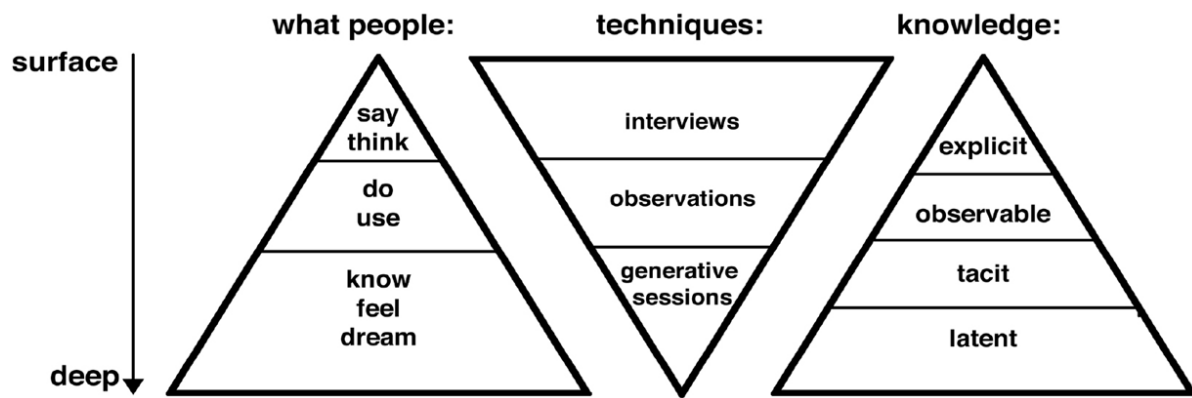 what people:
techniques:
knowledge:
surface
deep
say
think
do
use
know
feel
dream
interviews
observations
generative
sessions
explicit
observable
tacit
latent